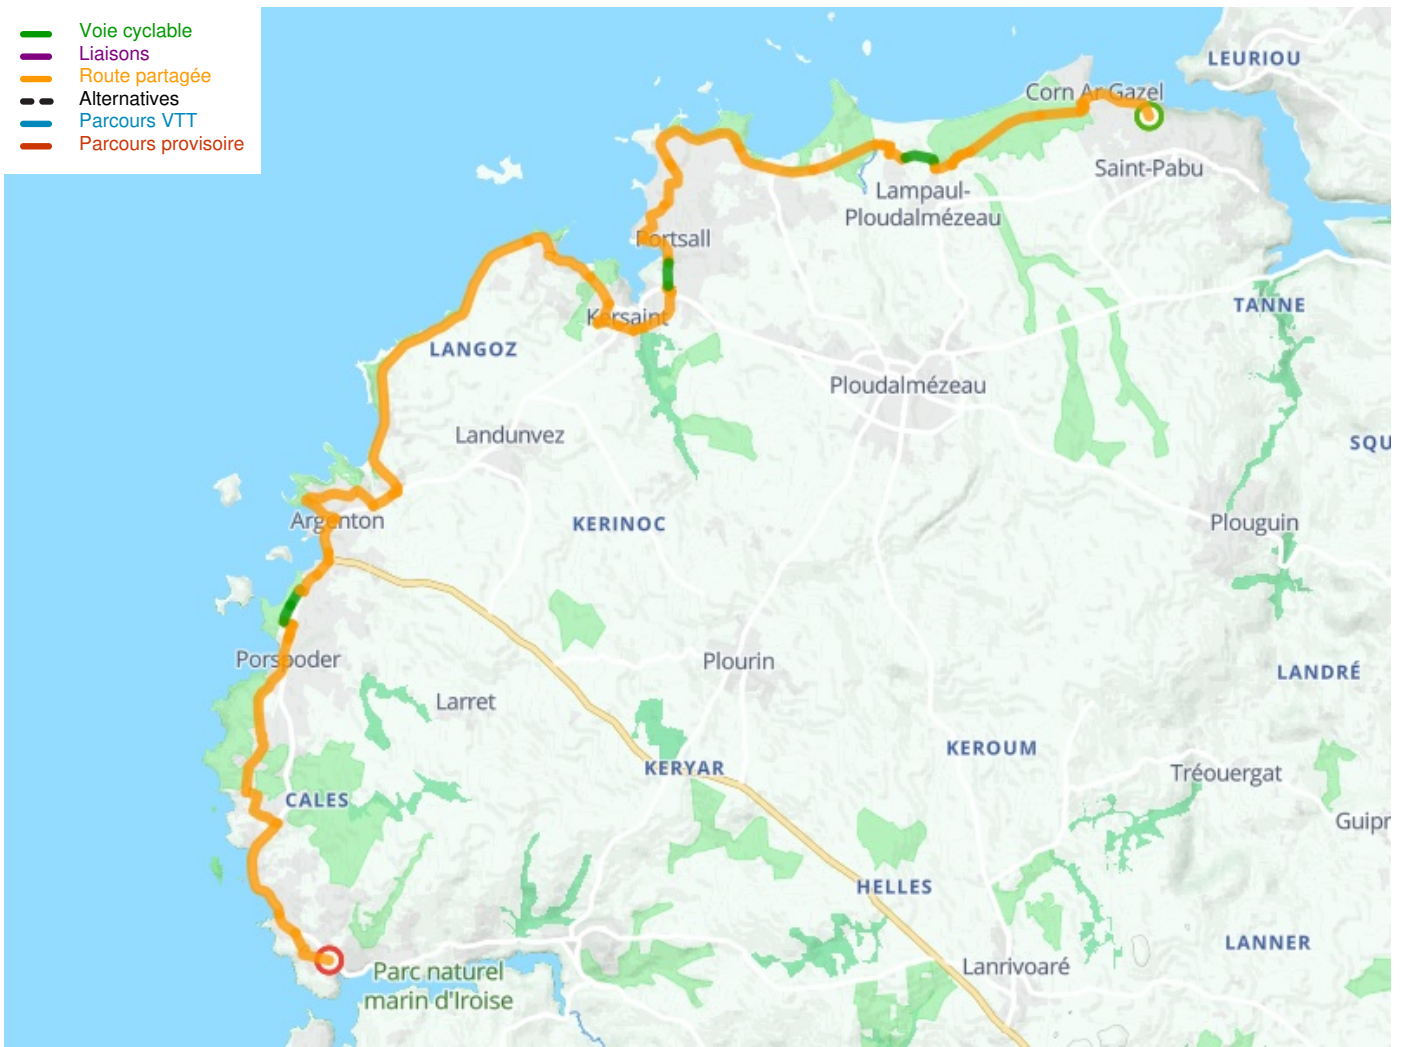 Voie cyclable
Liaisons
Route partagée
Alternatives
Parcours VTT
Parcours provisoire
LEURIOU
Corn Ar Gazel
Saint-Pabu
Lampaul-
Ploudalmézeau
Portsall
TANNE
Kersaint
LANGOZ
Ploudalmézeau
Landunvez
SQU
Argenton
KERINOC
Plouguin
Porspoder
Plourin
LANDRÉ
Larret
KEROUM
KERYAR
Tréouergat
CALES
Guipr
HELLES
LANNER
Lanrivoaré
Parc naturel
marin d'Iroise